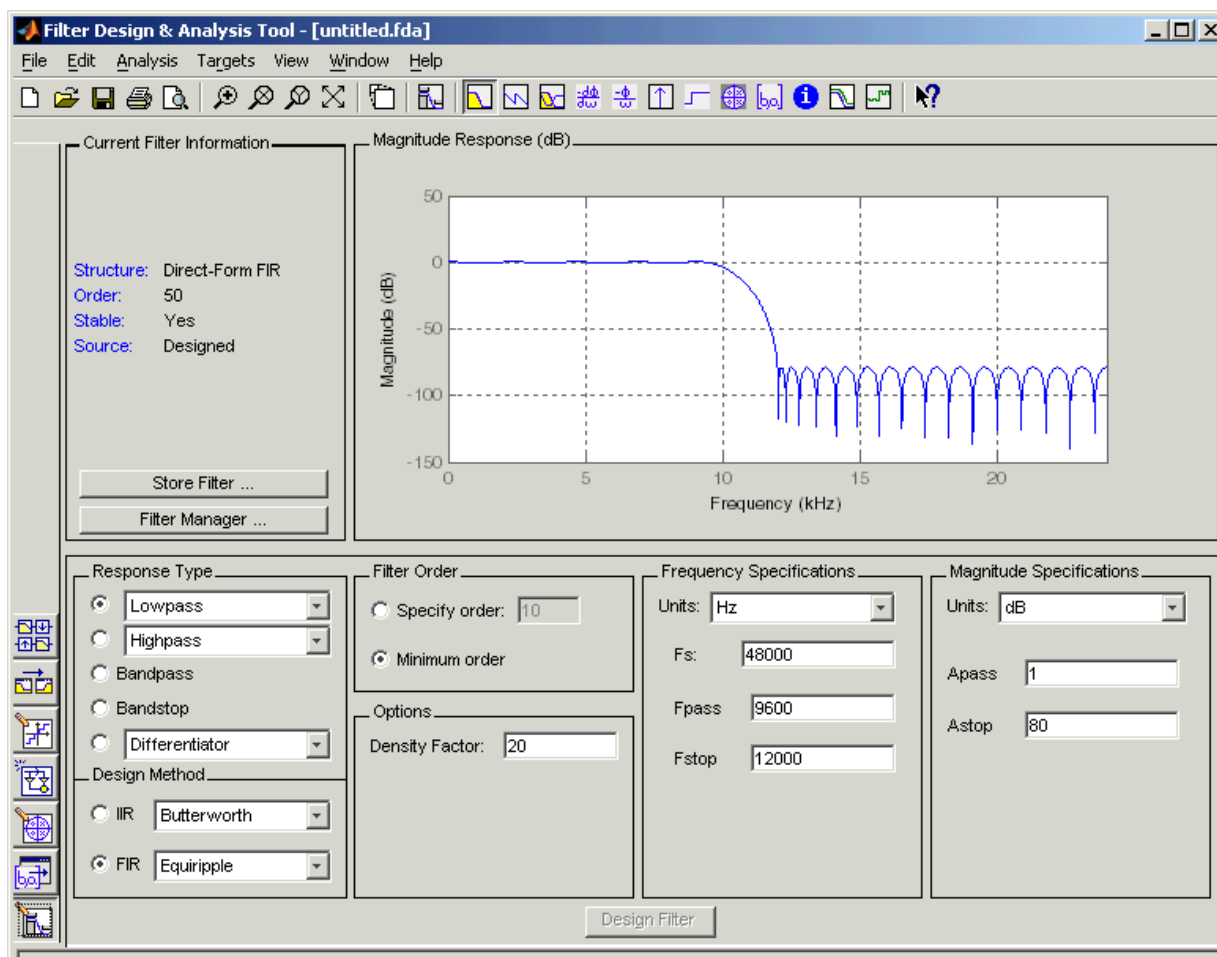 Filter Design & Analysis Tool - [untitled.fda]
File Edit Analysis Targets View Window Help
Current Filter Information
Structure: Direct-Form FIR
Order: 50
Stable: Yes
Source: Designed
Store Filter ...
Filter Manager ...
Magnitude Response (dB)
50
0
-50
-100
-150
Magnitude (dB)
0 5 10 15 20
Frequency (kHz)
Response Type
Lowpass
Highpass
Bandpass
Bandstop
Differentiator
Design Method
IIR Butterworth
FIR Equiripple
Filter Order
Specify order: 10
Minimum order
Options
Density Factor: 20
Frequency Specifications
Units: Hz
Fs: 48000
Fpass 9600
Fstop 12000
Magnitude Specifications
Units: dB
Apass 1
Astop 80
Design Filter